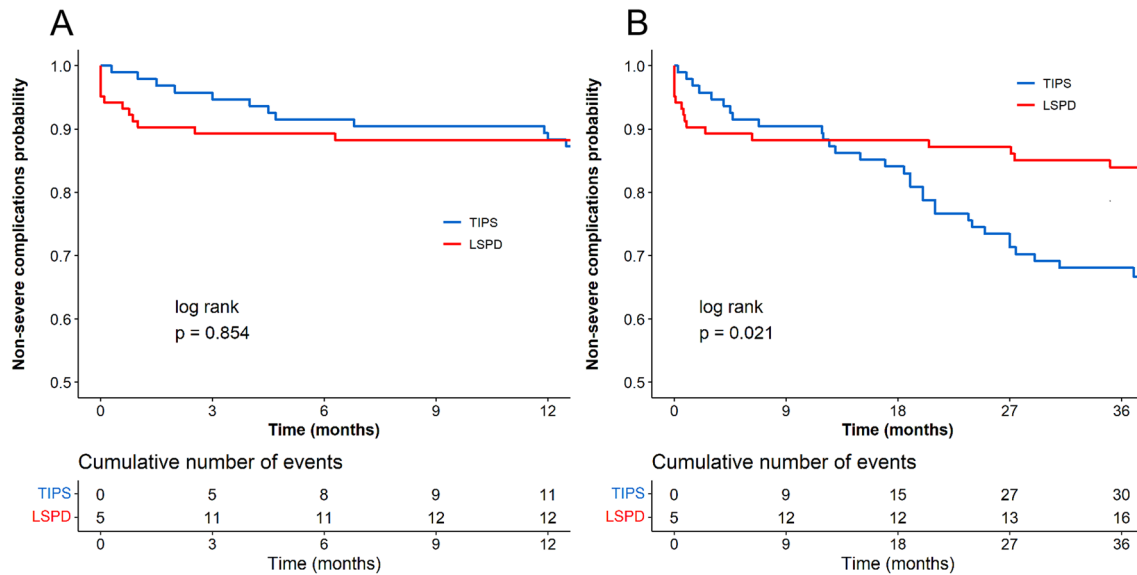 A
Non-severe complications probability
1.0
0.9
0.8
0.7
0.6
0.5
TIPS
LSPD
log rank
p = 0.854
0 3 6 9 12
Time (months)
Cumulative number of events
TIPS 0 5 8 9 11
LSPD 5 11 11 12 12
0 3 6 9 12
Time (months)
B
Non-severe complications probability
1.0
0.9
0.8
0.7
0.6
0.5
TIPS
LSPD
log rank
p = 0.021
0 9 18 27 36
Time (months)
Cumulative number of events
TIPS 0 9 15 27 30
LSPD 5 12 12 13 16
0 9 18 27 36
Time (months)